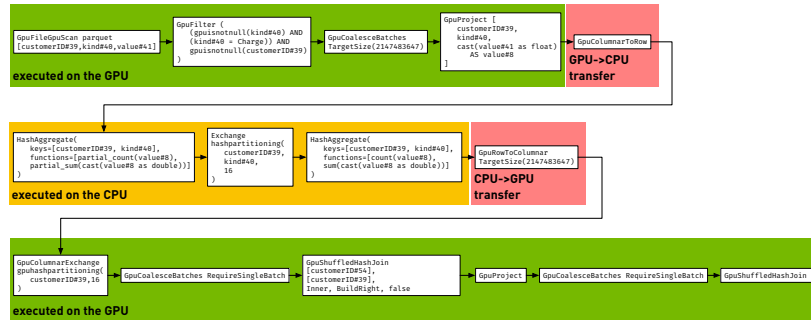 GpuFileGpuScan parquet
[customerID#39,kind#40,value#41]
GpuFilter (
(gpuisnotnull(kind#40) AND
(kind#40 = Charge)) AND
gpuisnotnull(customerID#39)
)
GpuCoalesceBatches
TargetSize(2147483647)
GpuProject [
customerID#39,
kind#40,
cast(value#41 as float)
AS value#8
]
GpuColumnarToRow
executed on the GPU
GPU->CPU
transfer
HashAggregate(
keys=[customerID#39, kind#40],
functions=[partial_count(value#8),
partial_sum(cast(value#8 as double))]
)
Exchange
hashpartitioning(
customerID#39,
kind#40,
16
)
HashAggregate(
keys=[customerID#39, kind#40],
functions=[count(value#8),
sum(cast(value#8 as double))]
)
GpuRowToColumnar
TargetSize(2147483647)
executed on the CPU
CPU->GPU
transfer
GpuColumnarExchange
gpuhashpartitioning(
customerID#39,16
)
GpuCoalesceBatches RequireSingleBatch
GpuShuffledHashJoin
[customerID#54],
[customerID#39],
Inner, BuildRight, false
GpuProject
GpuCoalesceBatches RequireSingleBatch
GpuShuffledHashJoin
executed on the GPU